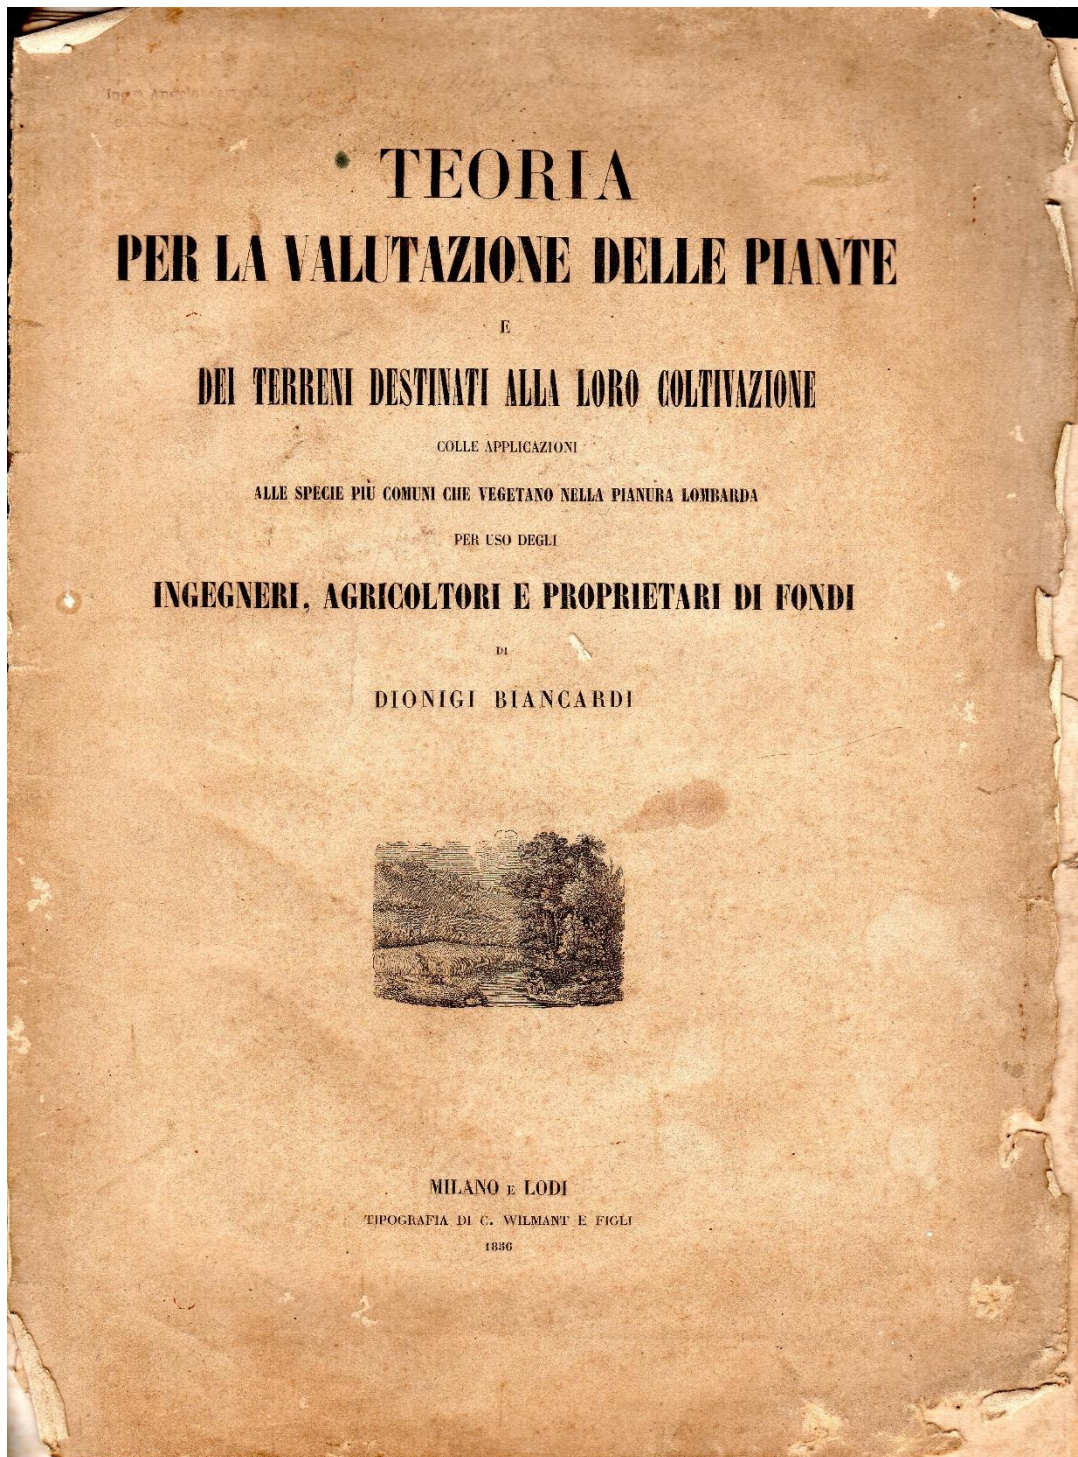 TEORIA
PER LA VALUTAZIONE DELLE PIANTE
E
DEI TERRENI DESTINATI ALLA LORO COLTIVAZIONE
COLLE APPLICAZIONI
ALLE SPECIE PIÙ COMUNI CHE VEGETANO NELLA PIANURA LOMBARDA
PER USO DEGLI
INGEGNERI, AGRICOLTORI E PROPRIETARI DI FONDI
DI
DIONIGI BIANCARDI
MILANO E LODI
TIPOGRAFIA DI C. WILMANT E FIGLI
1856